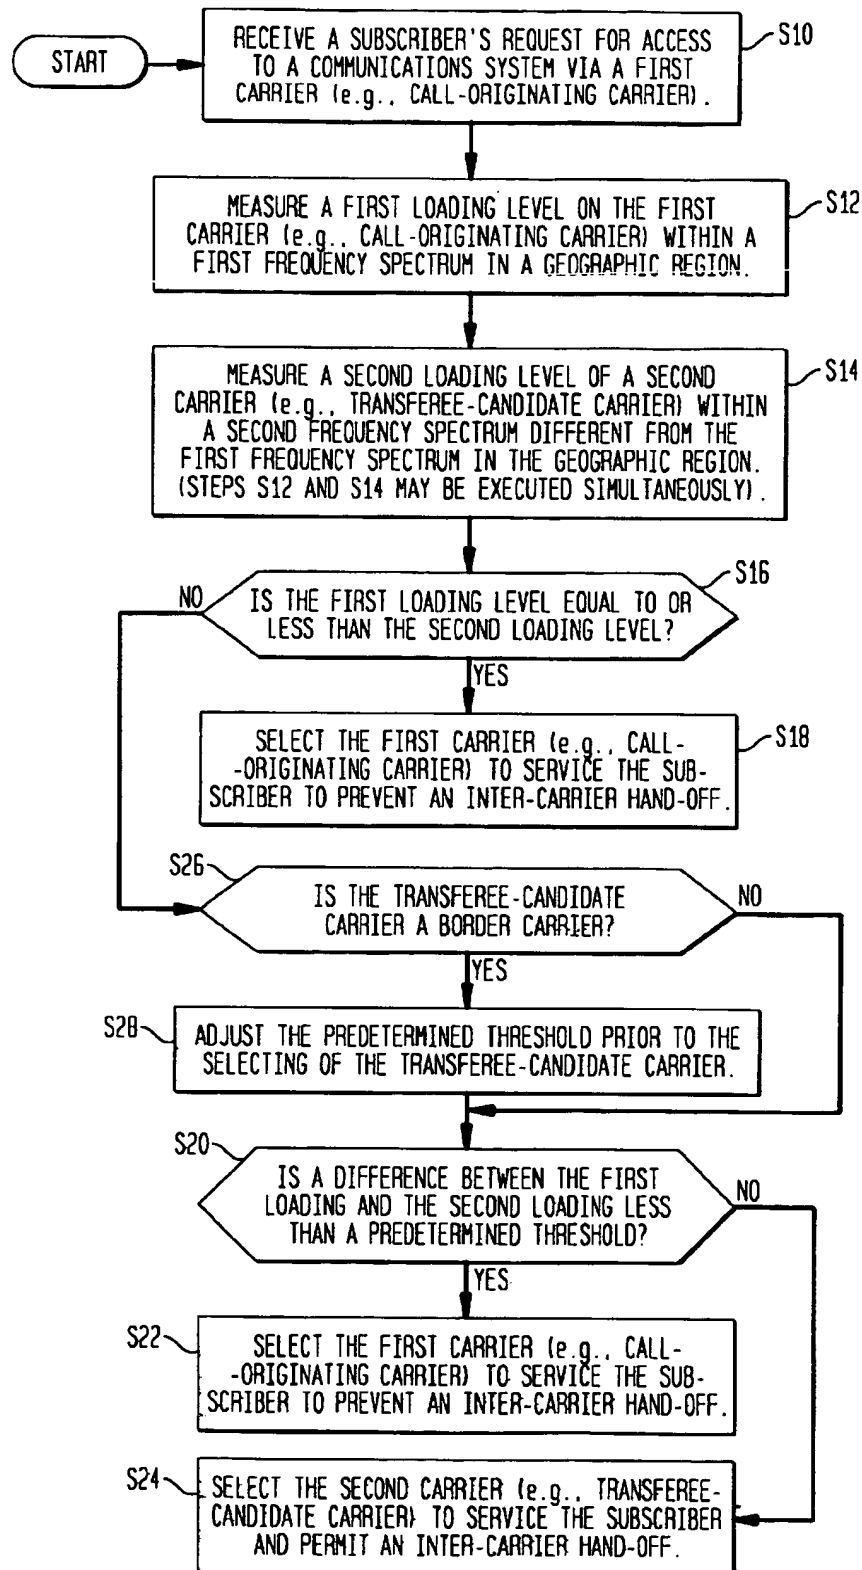 START
RECEIVE A SUBSCRIBER'S REQUEST FOR ACCESS
TO A COMMUNICATIONS SYSTEM VIA A FIRST
CARRIER (e.g., CALL-ORIGINATING CARRIER).
S10
MEASURE A FIRST LOADING LEVEL ON THE FIRST
CARRIER (e.g., CALL-ORIGINATING CARRIER) WITHIN A
FIRST FREQUENCY SPECTRUM IN A GEOGRAPHIC REGION.
S12
MEASURE A SECOND LOADING LEVEL OF A SECOND
CARRIER (e.g., TRANSFEREE-CANDIDATE CARRIER) WITHIN
A SECOND FREQUENCY SPECTRUM DIFFERENT FROM THE
FIRST FREQUENCY SPECTRUM IN THE GEOGRAPHIC REGION.
(STEPS S12 AND S14 MAY BE EXECUTED SIMULTANEOUSLY).
S14
S16
NO
IS THE FIRST LOADING LEVEL EQUAL TO OR
LESS THAN THE SECOND LOADING LEVEL?
YES
SELECT THE FIRST CARRIER (e.g., CALL-
-ORIGINATING CARRIER) TO SERVICE THE SUB-
SCRIBER TO PREVENT AN INTER-CARRIER HAND-OFF.
S18
S26
IS THE TRANSFEREE-CANDIDATE
CARRIER A BORDER CARRIER?
NO
YES
S28
ADJUST THE PREDETERMINED THRESHOLD PRIOR TO THE
SELECTING OF THE TRANSFEREE-CANDIDATE CARRIER.
S20
IS A DIFFERENCE BETWEEN THE FIRST
LOADING AND THE SECOND LOADING LESS
THAN A PREDETERMINED THRESHOLD?
NO
YES
S22
SELECT THE FIRST CARRIER (e.g., CALL-
-ORIGINATING CARRIER) TO SERVICE THE SUB-
SCRIBER TO PREVENT AN INTER-CARRIER HAND-OFF.
S24
SELECT THE SECOND CARRIER (e.g., TRANSFEREE-
CANDIDATE CARRIER) TO SERVICE THE SUBSCRIBER
AND PERMIT AN INTER-CARRIER HAND-OFF.